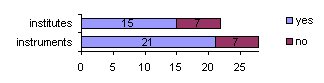 institutes 15 7 yes
instruments 21 7 no
0 5 10 15 20 25